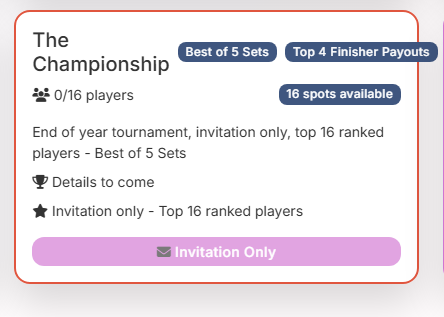 The
Championship
Best of 5 Sets
Top 4 Finisher Payouts
0/16 players
16 spots available
End of year tournament, invitation only, top 16 ranked
players - Best of 5 Sets
Details to come
Invitation only - Top 16 ranked players
Invitation Only